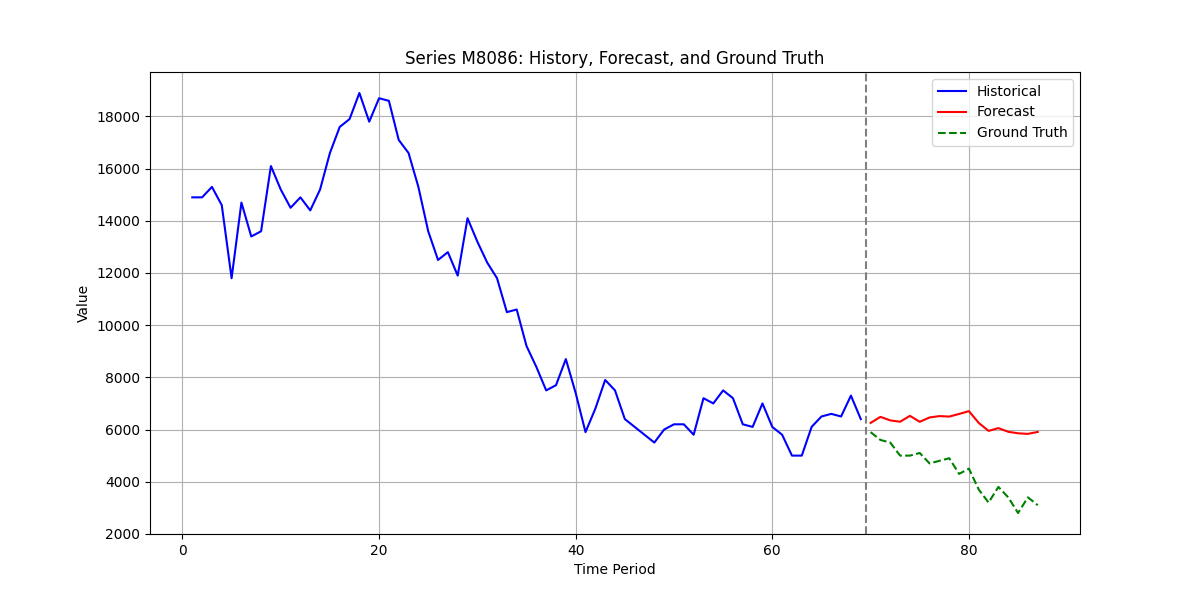 Series M8086: History, Forecast, and Ground Truth
Historical
Forecast
Ground Truth
18000
16000
14000
12000
10000
8000
6000
4000
2000
Value
0
20
40
60
80
Time Period